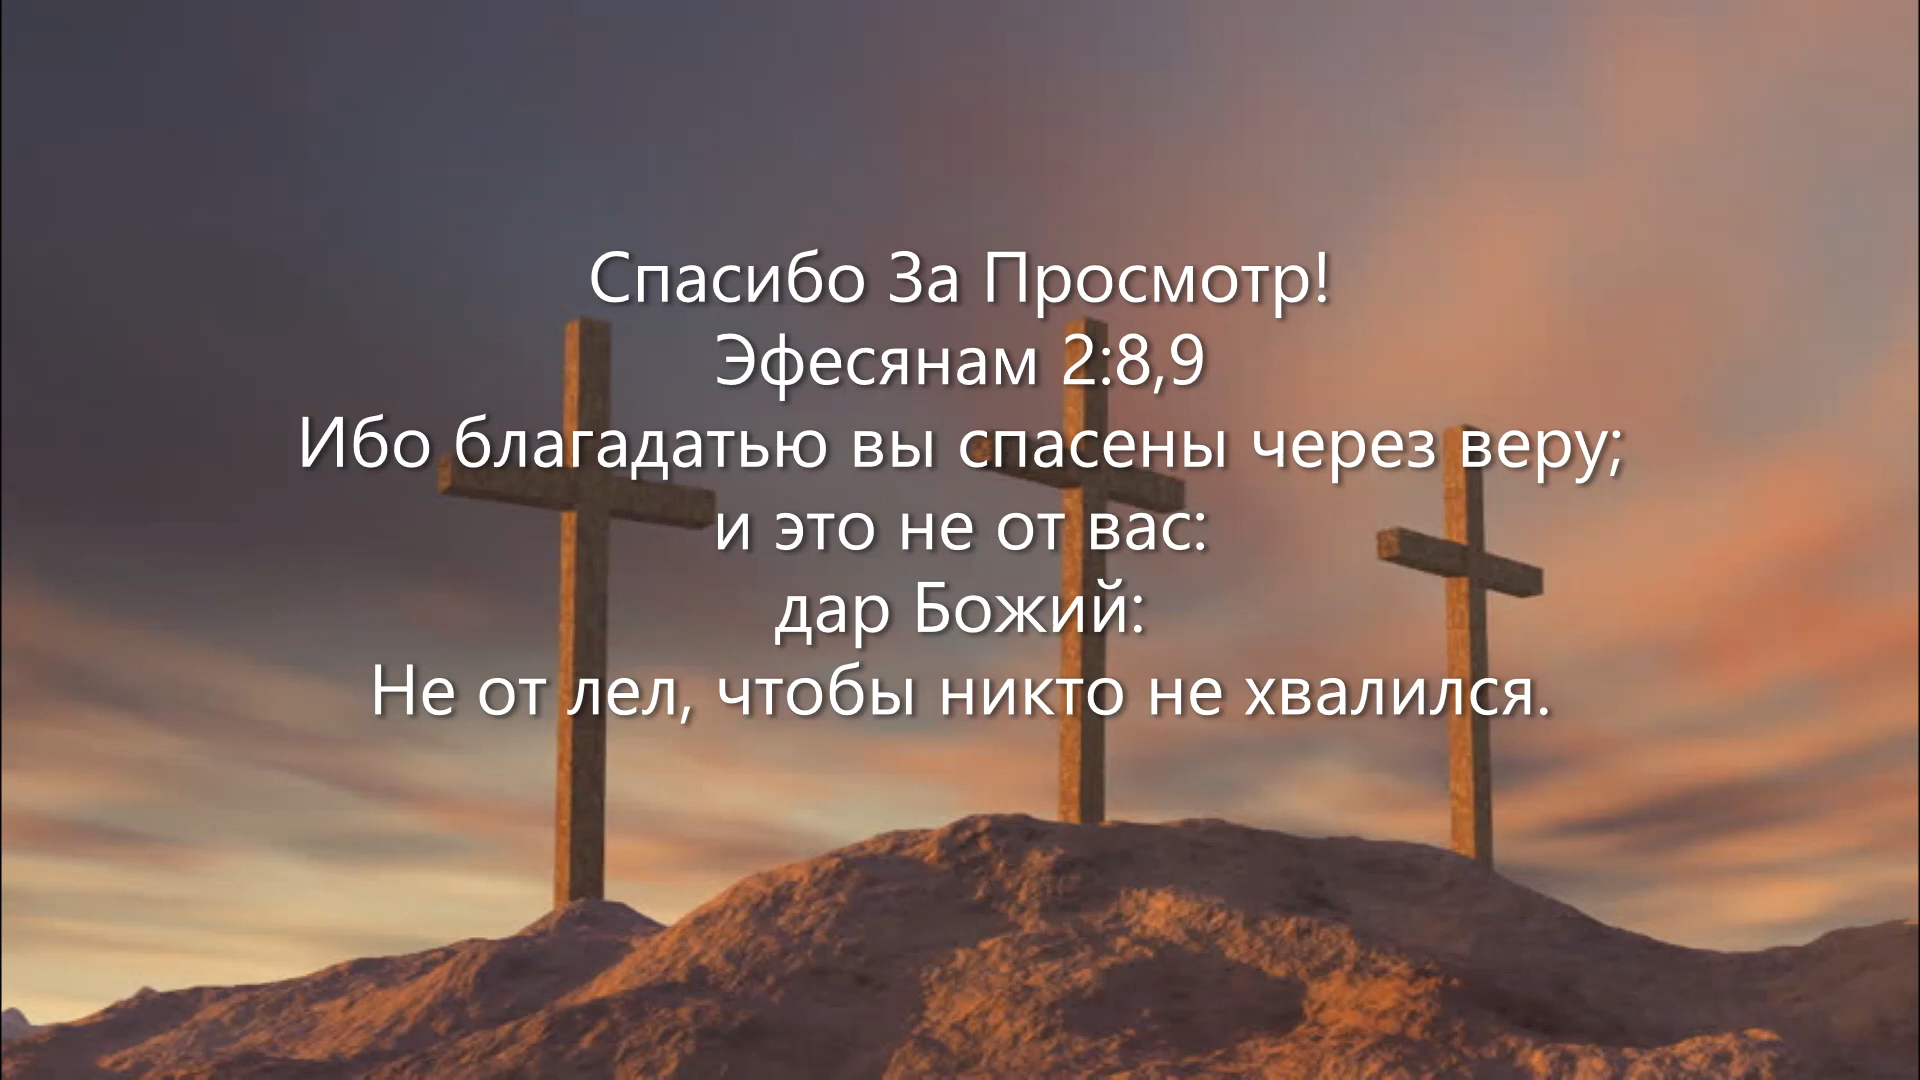 Спасибо За Просмотр!
Эфесянам 2:8,9
Ибо благадатью вы спасены через веру;
и это не от вас:
дар Божий:
Не от лел, чтобы никто не хвалился.